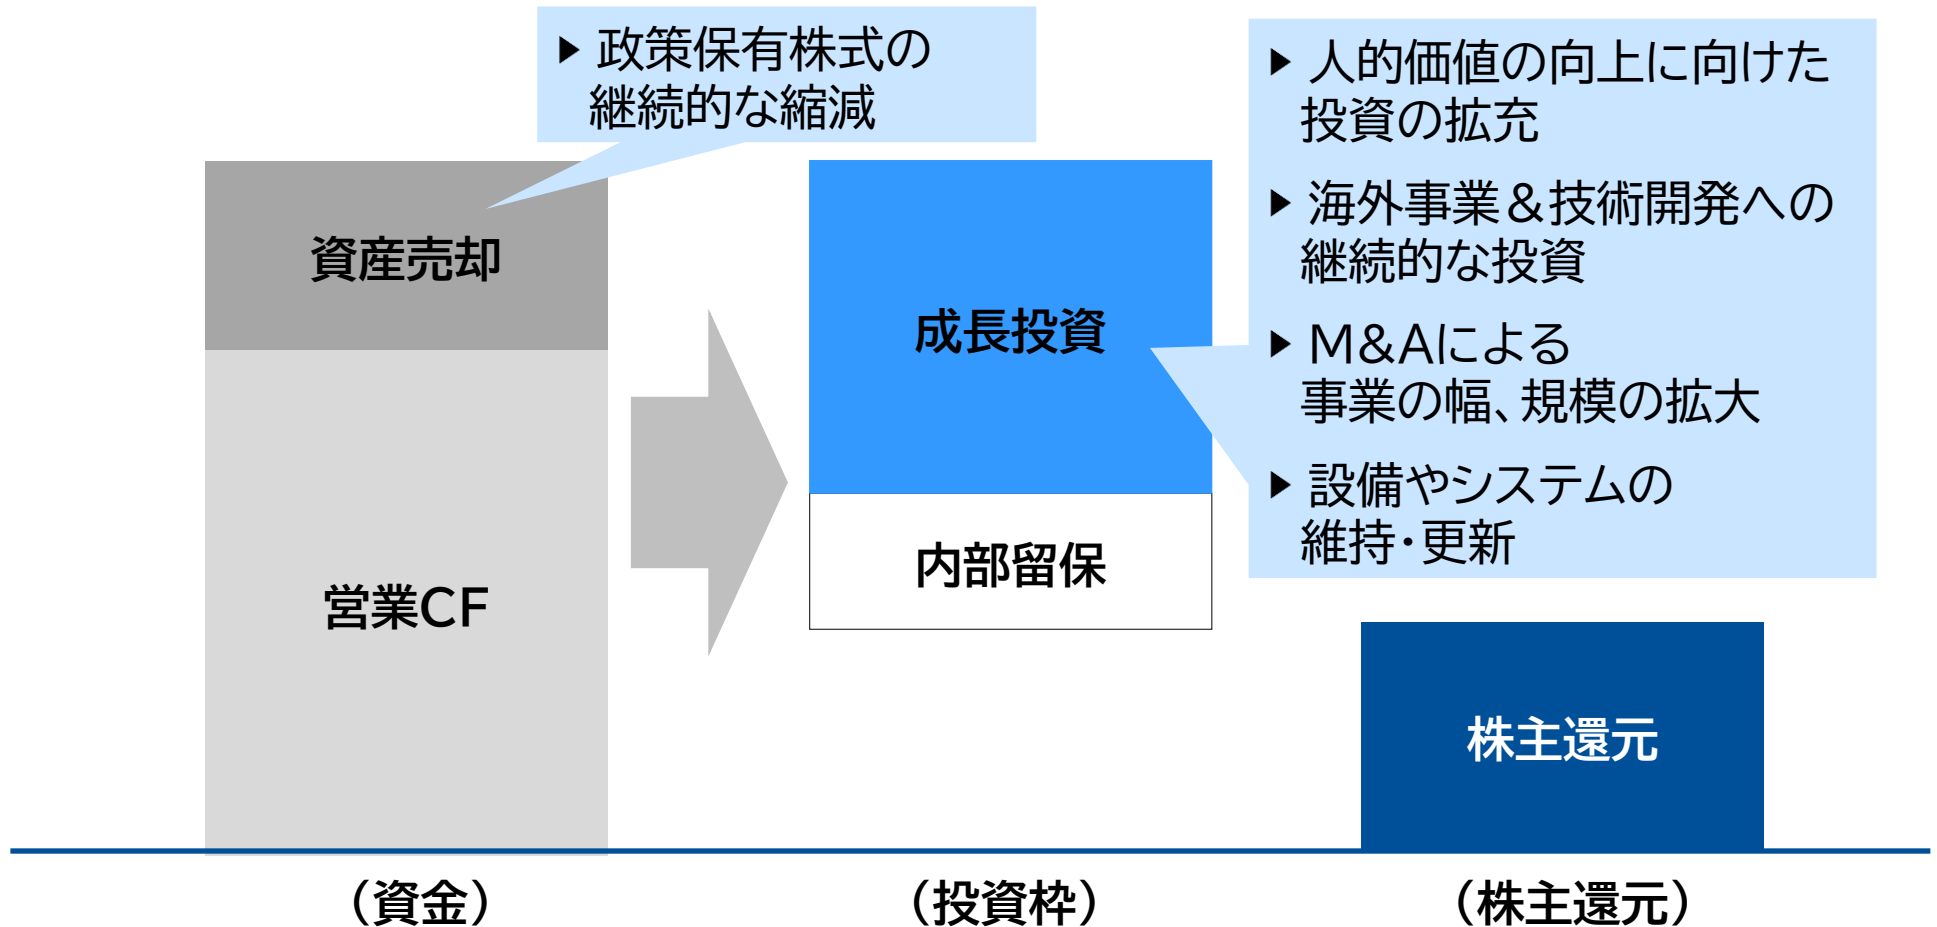 ▶ 政策保有株式の
継続的な縮減
資産売却
営業CF
成長投資
内部留保
▶ 人的価値の向上に向けた
投資の拡充
▶ 海外事業＆技術開発への
継続的な投資
▶ M&Aによる
事業の幅、規模の拡大
▶ 設備やシステムの
維持・更新
株主還元
（資金）
（投資枠）
（株主還元）